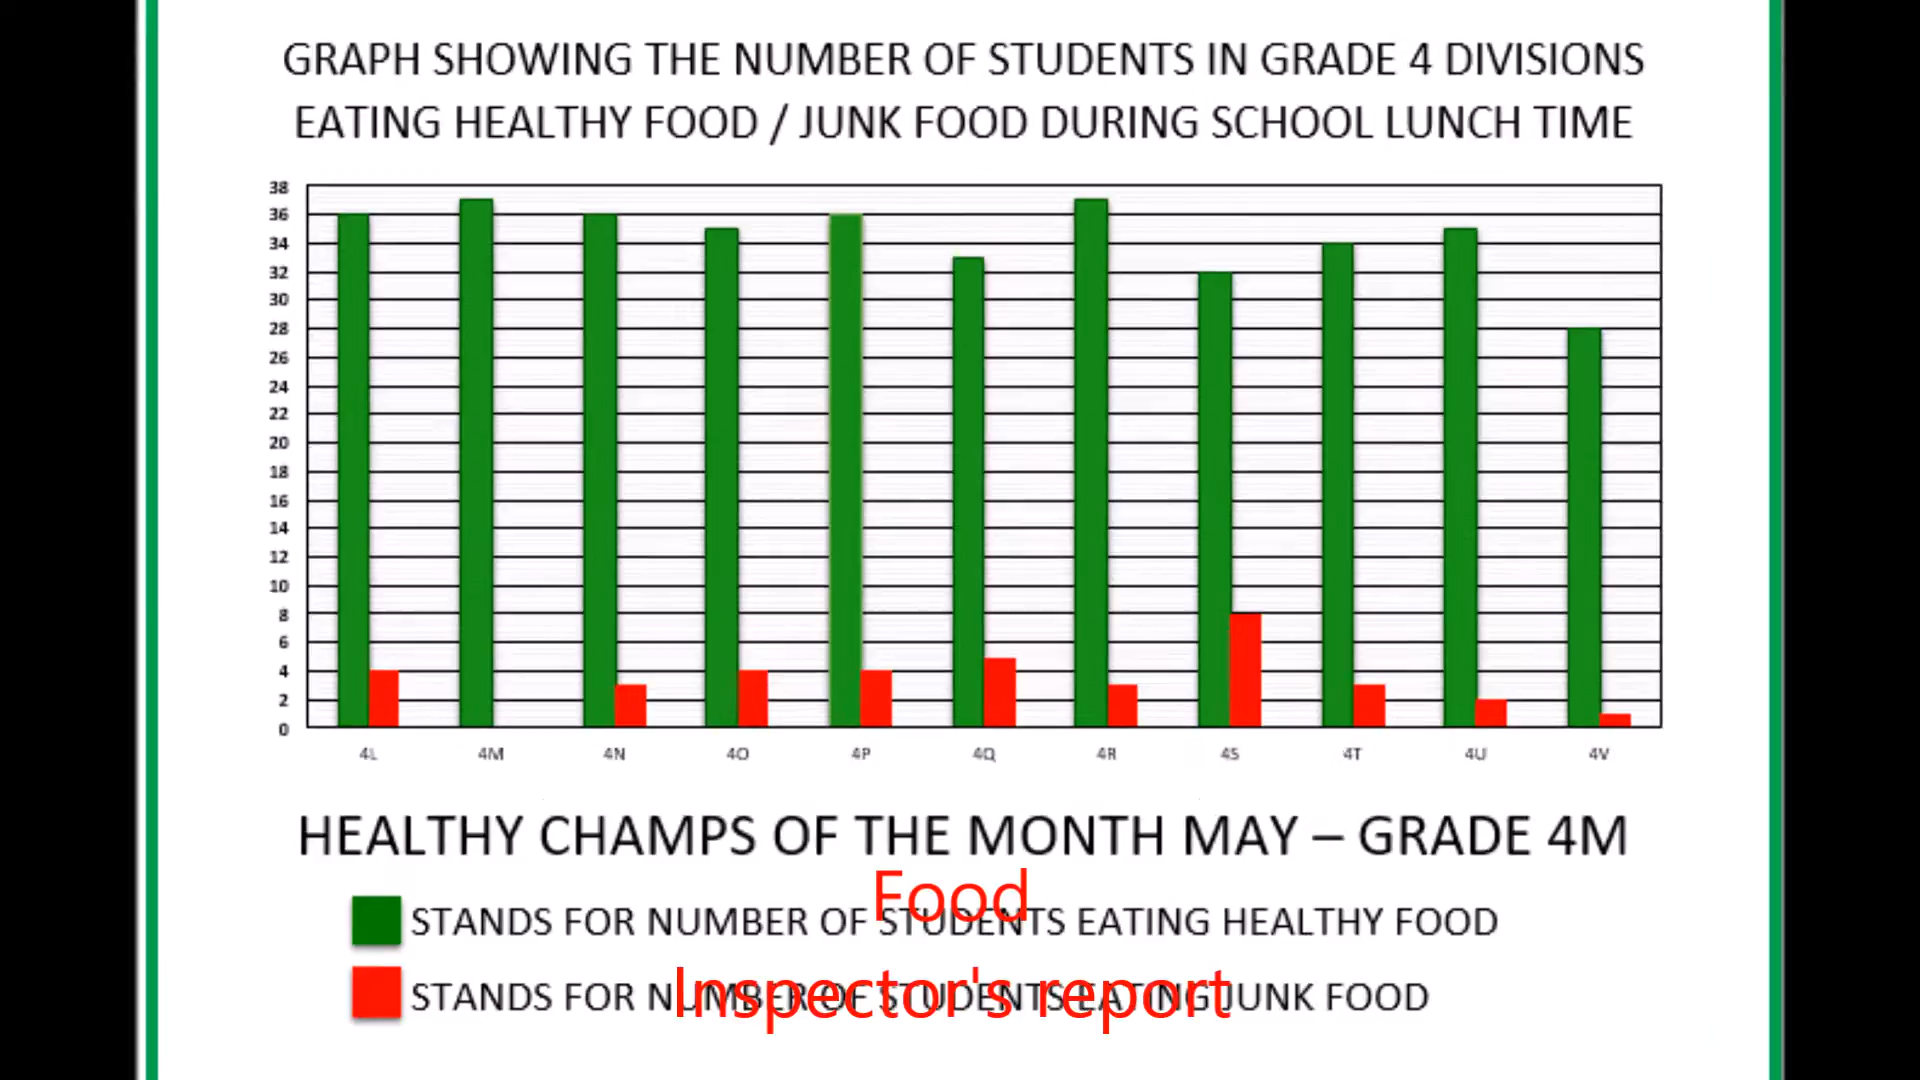 GRAPH SHOWING THE NUMBER OF STUDENTS IN GRADE 4 DIVISIONS
EATING HEALTHY FOOD / JUNK FOOD DURING SCHOOL LUNCH TIME
38
36
34
32
30
28
26
24
22
20
18
16
14
12
10
8
6
4
2
0
4L 4M 4N 4O 4P 4Q 4R 4S 4T 4U 4V
HEALTHY CHAMPS OF THE MONTH MAY – GRADE 4M
Food
STANDS FOR NUMBER OF STUDENTS EATING HEALTHY FOOD
Inspector's report
STANDS FOR NUMBER OF STUDENTS EATING JUNK FOOD